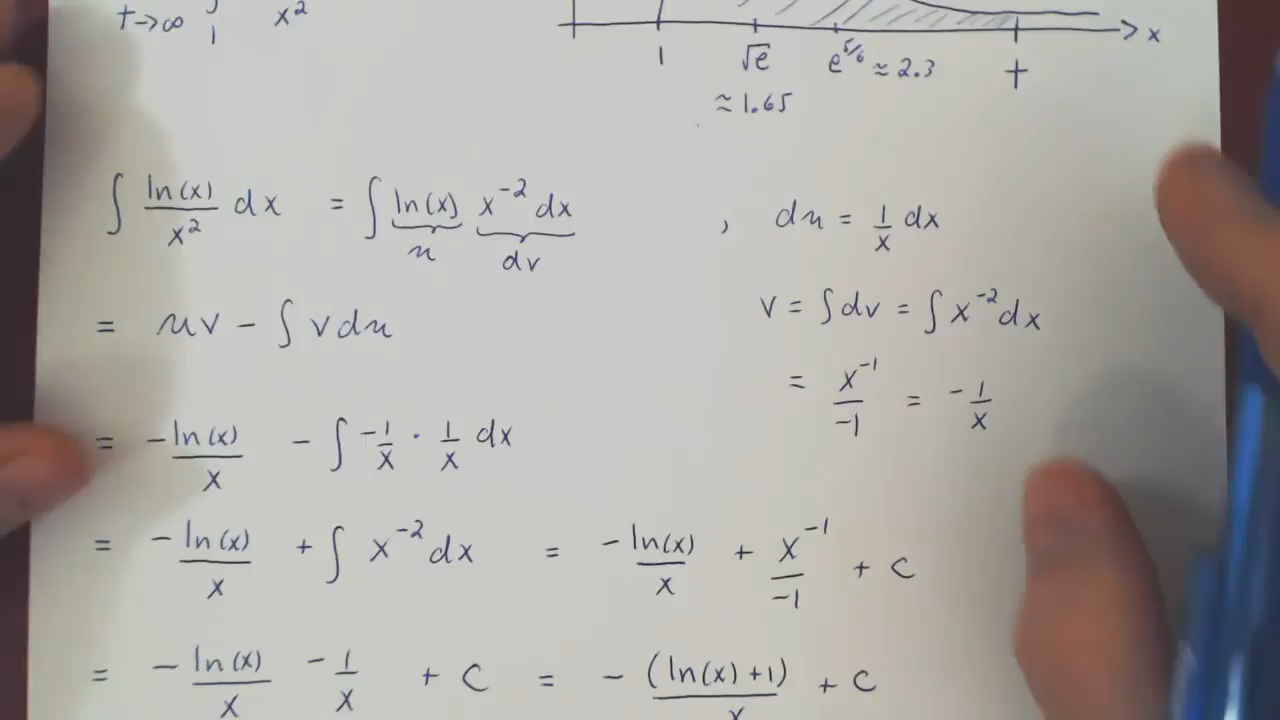 t→∞ ∫ 1 x²
1 √e e^(5/6) ≈ 2.3 t > x
≈ 1.65
∫ ln(x)/x² dx = ∫ ln(x) x⁻² dx , du = 1/x dx
u dv
= uv - ∫ v du v = ∫ dv = ∫ x⁻² dx
= x⁻¹/-1 = -1/x
= -ln(x)/x - ∫ -1/x · 1/x dx
= -ln(x)/x + ∫ x⁻² dx = -ln(x)/x + x⁻¹/-1 + C
= -ln(x)/x - 1/x + C = - (ln(x)+1)/x + C